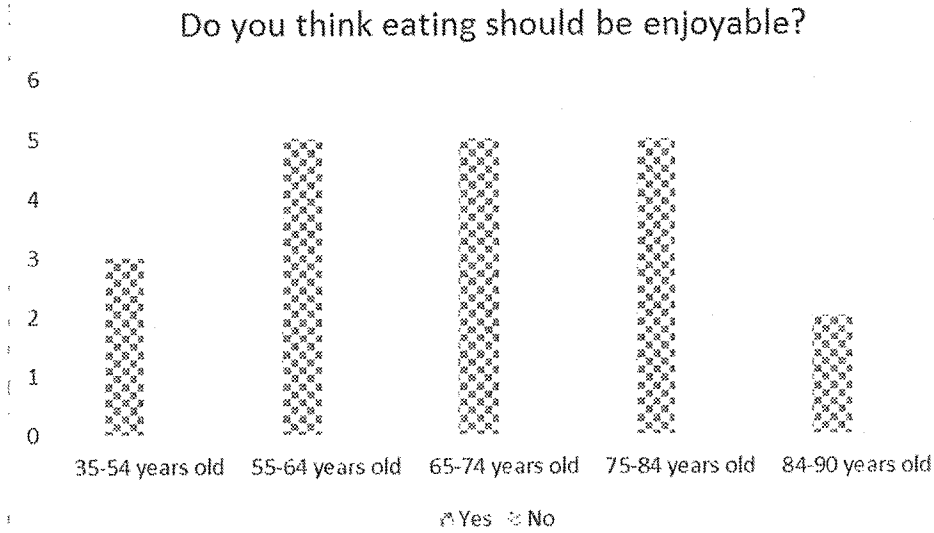 Do you think eating should be enjoyable?
6
5
4
3
2
1
0
35-54 years old 55-64 years old 65-74 years old 75-84 years old 84-90 years old
Yes No